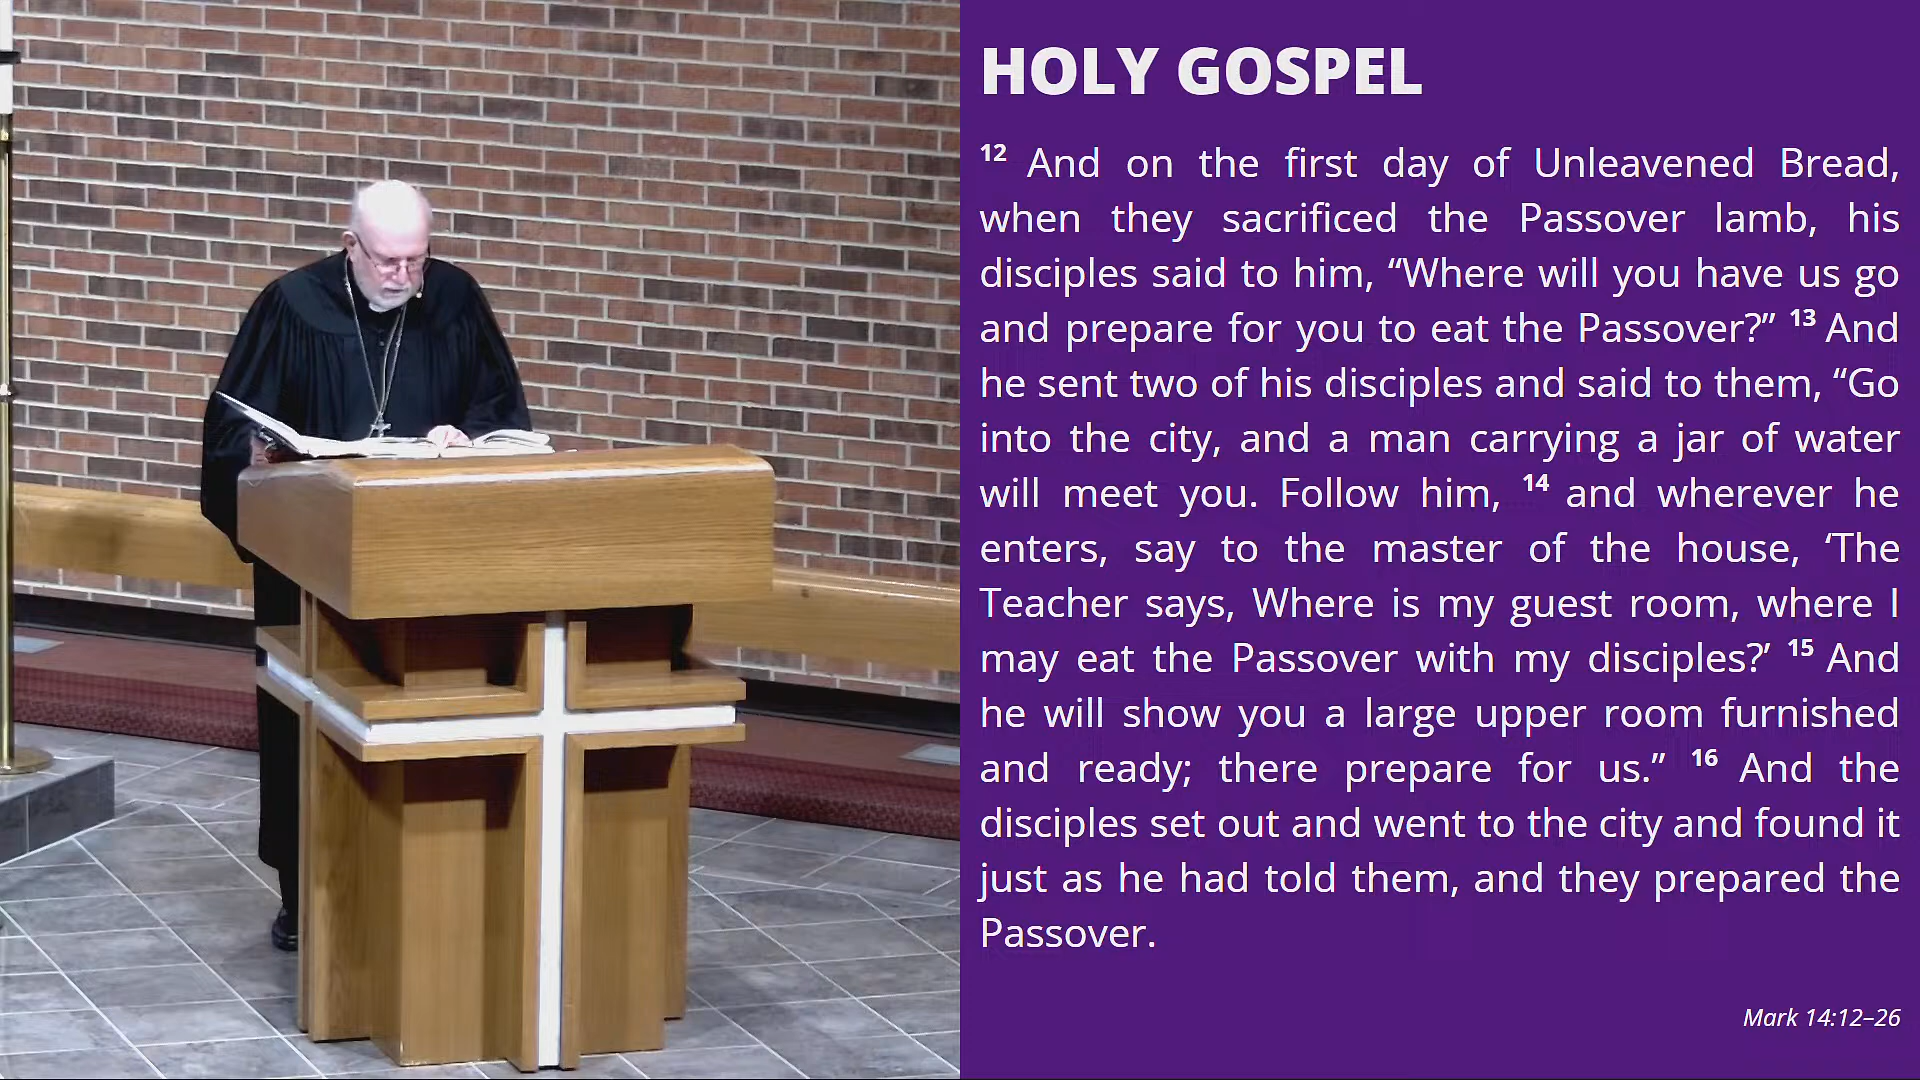 HOLY GOSPEL
12 And on the first day of Unleavened Bread,
when they sacrificed the Passover lamb, his
disciples said to him, “Where will you have us go
and prepare for you to eat the Passover?” 13 And
he sent two of his disciples and said to them, “Go
into the city, and a man carrying a jar of water
will meet you. Follow him, 14 and wherever he
enters, say to the master of the house, ‘The
Teacher says, Where is my guest room, where I
may eat the Passover with my disciples?’ 15 And
he will show you a large upper room furnished
and ready; there prepare for us.” 16 And the
disciples set out and went to the city and found it
just as he had told them, and they prepared the
Passover.
Mark 14:12–26